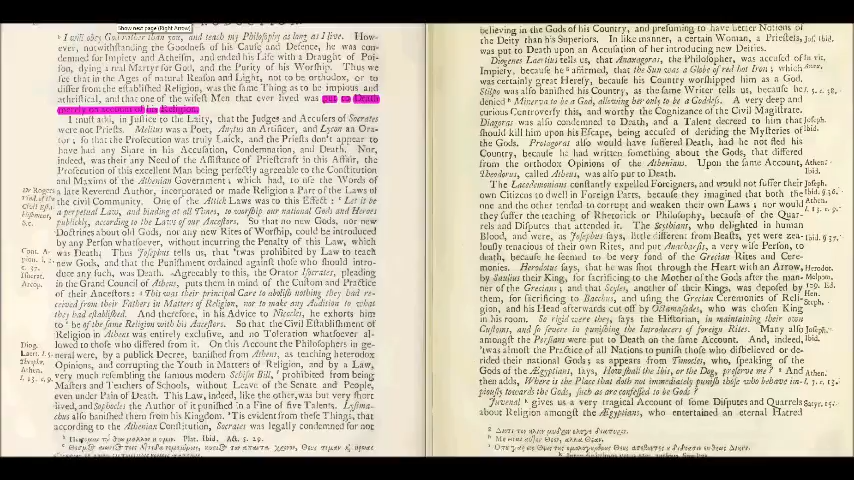 Show next page (Right Arrow)
I will obey God rather than you, and teach my Philosophy as long as I live. How-
ever, notwithstanding the Goodness of his Cause and Defence, he was con-
demned for Impiety and Atheism, and ended his Life with a Draught of Poi-
son, dying a real Martyr for God, and the Purity of his Worship. Thus we
see that in the Ages of natural Reason and Light, not to be orthodox, or to
differ from the established Religion, was the same Thing as to be impious and
atheistical, and that one of the wisest Men that ever lived was put to Death
merely on account of his Religion.
I must add, in Justice to the Laity, that the Judges and Accusers of Socrates
were not Priests. Melitus was a Poet, Anytus an Artificer, and Lycon an Ora-
tor; so that the Prosecution was truly Laick, and the Priests don't appear to
have had any Share in his Accusation, Condemnation, and Death. Nor,
indeed, was their any Need of the Assistance of Priestcraft in this Affair, the
Prosecution of this excellent Man being perfectly agreeable to the Constitution
and Maxims of the Athenian Government; which had, to use the Words of
a late Reverend Author, incorporated or made Religion a Part of the Laws of
the civil Community. One of the Attick Laws was to this Effect: Let it be
a perpetual Law, and binding at all Times, to worship our national Gods and Heroes
publickly, according to the Laws of our Ancestors. So that no new Gods, nor new
Doctrines about old Gods, nor any new Rites of Worship, could be introduced
by any Person whatsoever, without incurring the Penalty of this Law, which
was Death. Thus Josephus tells us, that 'twas prohibited by Law to teach
new Gods, and that the Punishment ordained against those who should intro-
duce any such, was Death. Agreeably to this, the Orator Isocrates, pleading
in the Grand Council of Athens, puts them in mind of the Custom and Practice
of their Ancestors: This was their principal Care to abolish nothing they had re-
ceived from their Fathers in Matters of Religion, nor to make any Addition to what
they had established. And therefore, in his Advice to Nicocles, he exhorts him
to be of the same Religion with his Ancestors. So that the Civil Establishment of
Religion in Athens was entirely exclusive, and no Toleration whatsoever al-
lowed to those who differed from it. On this Account the Philosophers in ge-
neral were, by a publick Decree, banished from Athens, as teaching heterodox
Opinions, and corrupting the Youth in Matters of Religion, and by a Law,
very much resembling the famous modern Schism Bill, prohibited from being
Masters and Teachers of Schools, without Leave of the Senate and People,
even under Pain of Death. This Law, indeed, like the other, was but very short
lived, and Sophocles the Author of it punished in a Fine of five Talents. Lysima-
chus also banished them from his Kingdom. 'Tis evident from these Things, that
according to the Athenian Constitution, Socrates was legally condemned for not
believing in the Gods of his Country, and presuming to have better Notions of
the Deity than his Superiors. In like manner, a certain Woman, a Priestess,
was put to Death upon an Accusation of her introducing new Deities.
Diogenes Laertius tells us, that Anaxagoras, the Philosopher, was accused of
Impiety, because he affirmed, that the Sun was a Globe of red hot Iron; which
was certainly great Heresy, because his Country worshipped him as a God.
Stilpo was also banished his Country, as the same Writer tells us, because he
denied Minerva to be a God, allowing her only to be a Goddess. A very deep and
curious Controversy this, and worthy the Cognizance of the Civil Magistrate.
Diagoras was also condemned to Death, and a Talent decreed to him that
should kill him upon his Escape, being accused of deriding the Mysteries of
the Gods. Protagoras also would have suffered Death, had he not fled his
Country, because he had written something about the Gods, that differed
from the orthodox Opinions of the Athenians. Upon the same Account,
Theodorus, called Atheus, was also put to Death.
The Lacedemonians constantly expelled Foreigners, and would not suffer their
own Citizens to dwell in Foreign Parts, because they imagined that both the
one and the other tended to corrupt and weaken their own Laws; nor would
they suffer the teaching of Rhetorick or Philosophy, because of the Quar-
rels and Disputes that attended it. The Scythians, who delighted in human
Blood, and were, as Josephus says, little different from Beasts, yet were zea-
lously tenacious of their own Rites, and put Anacharsis, a very wise Person, to
death, because he seemed to be very fond of the Grecian Rites and Cere-
monies. Herodotus says, that he was shot through the Heart with an Arrow,
by Saulius their King, for sacrificing to the Mother of the Gods after the man-
ner of the Grecians; and that Scyles, another of their Kings, was deposed by
them, for sacrificing to Bacchus, and using the Grecian Ceremonies of Reli-
gion, and his Head afterwards cut off by Octamasades, who was chosen King
in his room. So rigid were they, says the Historian, in maintaining their own
Customs, and so severe in punishing the Introducers of foreign Rites. Many also
amongst the Persians were put to Death, on the same Account. And, indeed,
'twas almost the Practice of all Nations to punish those who disbelieved or de-
rided their national Gods; as appears from Timocles, who, speaking of the
Gods of the Ægyptians, says, How shall the Ibis, or the Dog, preserve me? And
then adds, Where is the Place that doth not immediately punish those who behave im-
piously towards the Gods, such as are confessed to be Gods?
Juvenal gives us a very tragical Account of some Disputes and Quarrels
about Religion amongst the Ægyptians, who entertained an eternal Hatred